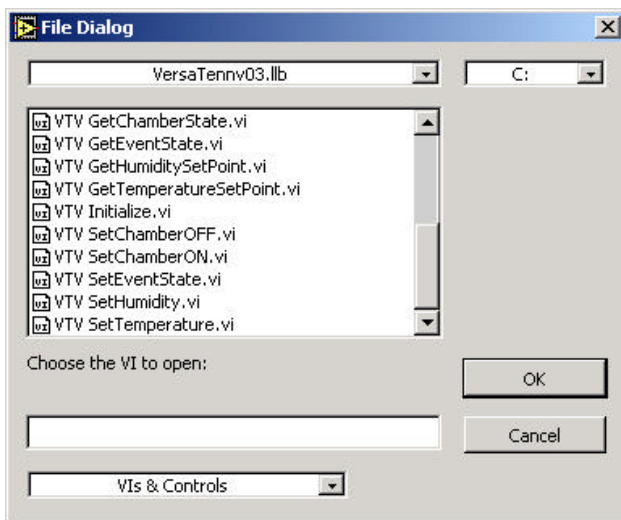 File Dialog
VersaTennv03.llb
C:
VTV GetChamberState.vi
VTV GetEventState.vi
VTV GetHumiditySetPoint.vi
VTV GetTemperatureSetPoint.vi
VTV Initialize.vi
VTV SetChamberOFF.vi
VTV SetChamberON.vi
VTV SetEventState.vi
VTV SetHumidity.vi
VTV SetTemperature.vi
Choose the VI to open:
OK
Cancel
VIs & Controls